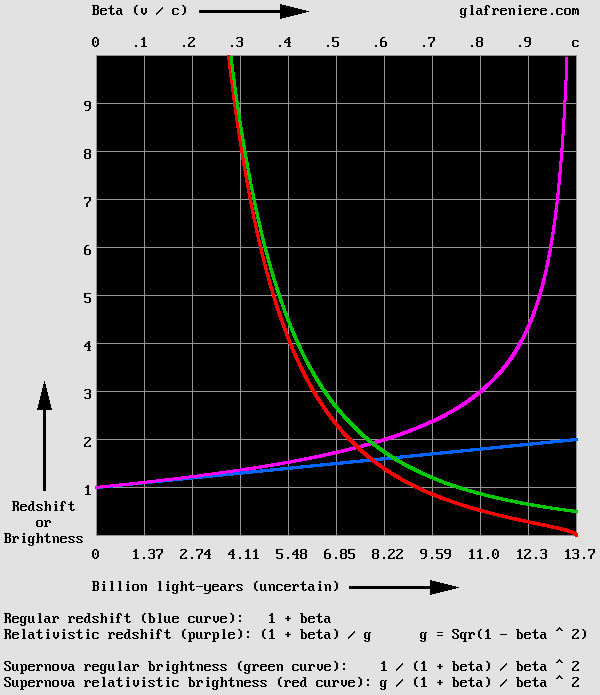 Beta (v / c) glafreniere.com
0 .1 .3 .4 .5 .6 .7 .8 .9 c
9
8
7
6
5
4
3
2
1
Redshift
or
Brightness
0 1.37 2.74 4.11 5.48 6.85 8.22 9.59 11.0 12.3 13.7
Billion light-years (uncertain)
Regular redshift (blue curve): 1 + beta
Relativistic redshift (purple): (1 + beta) / g g = Sqr(1 - beta ^ 2)
Supernova regular brightness (green curve): 1 / (1 + beta) / beta ^ 2
Supernova relativistic brightness (red curve): g / (1 + beta) / beta ^ 2